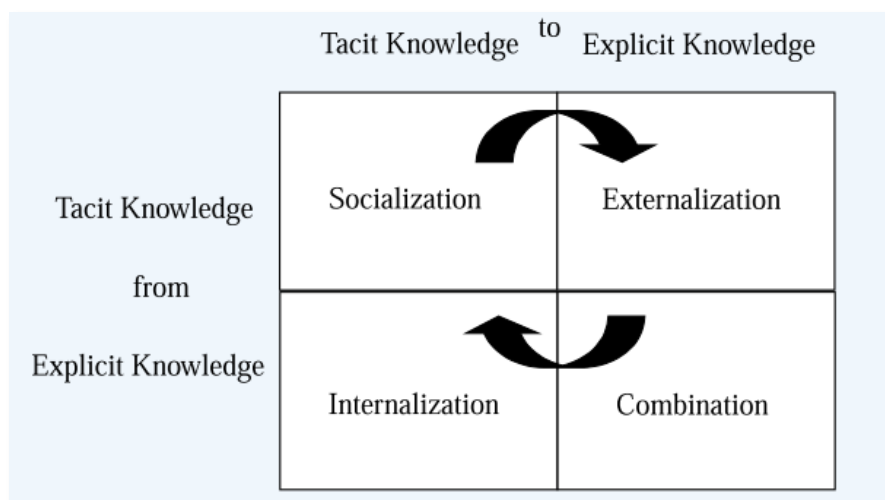 Tacit Knowledge to Explicit Knowledge
Tacit Knowledge
from
Explicit Knowledge
Socialization
Externalization
Internalization
Combination